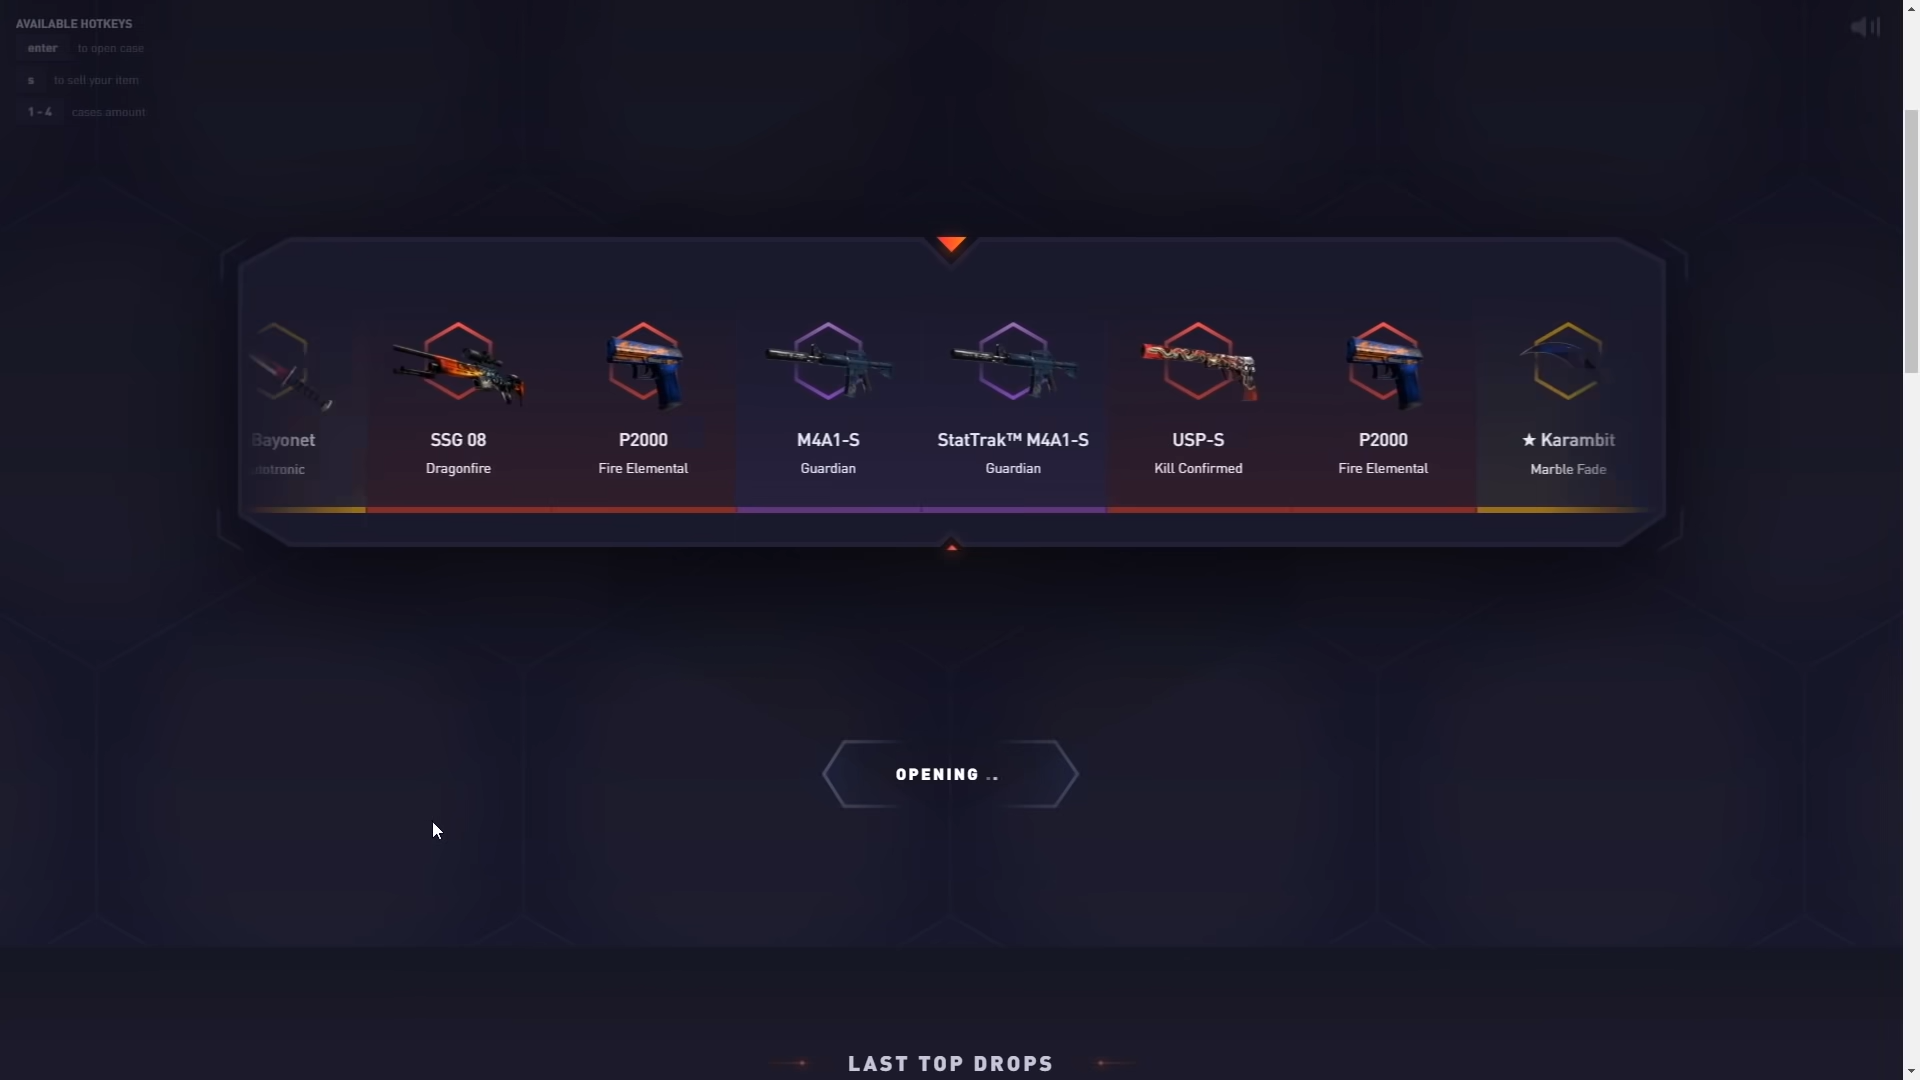 AVAILABLE HOTKEYS
enter to open case
s to sell your item
1 - 4 cases amount
Bayonet
SSG 08
P2000
M4A1-S
StatTrak™ M4A1-S
USP-S
P2000
★ Karambit
Dragonfire
Fire Elemental
Guardian
Guardian
Kill Confirmed
Fire Elemental
Marble Fade
OPENING ..
LAST TOP DROPS